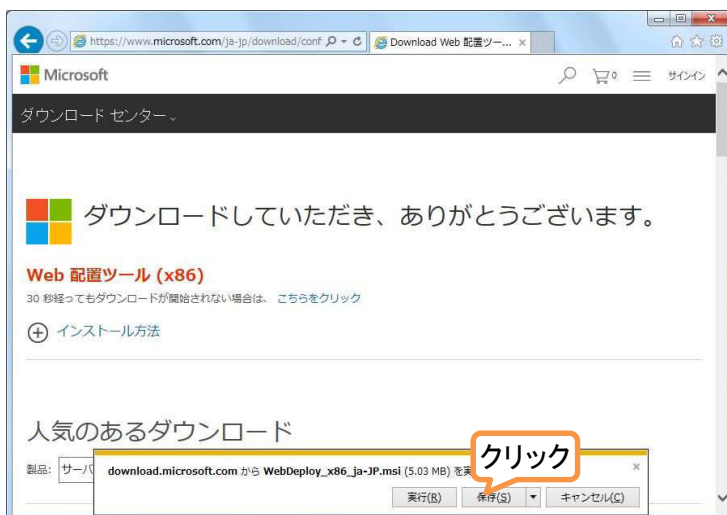 https://www.microsoft.com/ja-jp/download/conf
Download Web 配置ツー...
Microsoft
0
サインイン
ダウンロード センター
ダウンロードしていただき、ありがとうございます。
Web 配置ツール (x86)
30 秒経ってもダウンロードが開始されない場合は、 こちらをクリック
インストール方法
人気のあるダウンロード
クリック
製品: サーバ
download.microsoft.com から WebDeploy_x86_ja-JP.msi (5.03 MB) を実
実行(R) 保存(S) キャンセル(C)